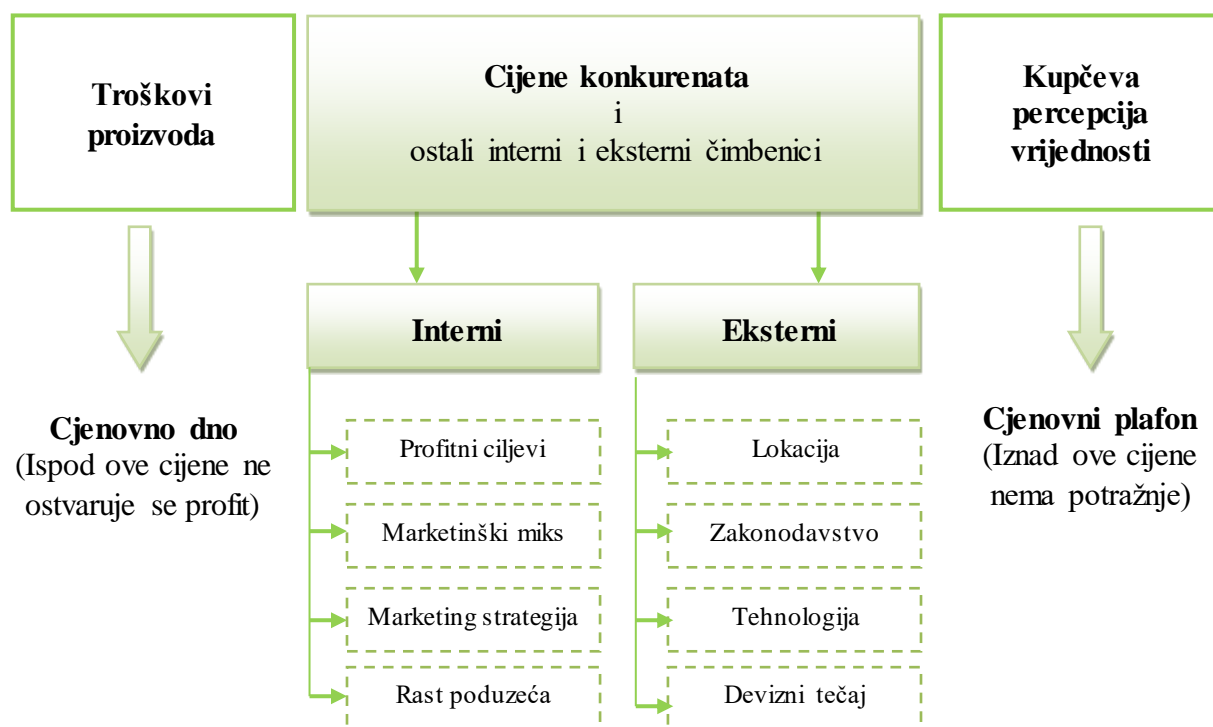 Troškovi
proizvoda
Cijene konkurenata
i
ostali interni i eksterni čimbenici
Kupčeva
percepcija
vrijednosti
Interni
Eksterni
Cjenovno dno
(Ispod ove cijene ne
ostvaruje se profit)
Profitni ciljevi
Marketinški miks
Marketing strategija
Rast poduzeća
Lokacija
Zakonodavstvo
Tehnologija
Devizni tečaj
Cjenovni plafon
(Iznad ove cijene
nema potražnje)